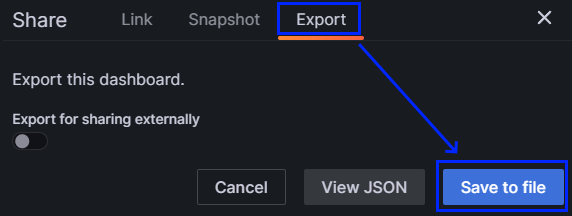 Share Link Snapshot Export
Export this dashboard.
Export for sharing externally
Cancel View JSON Save to file